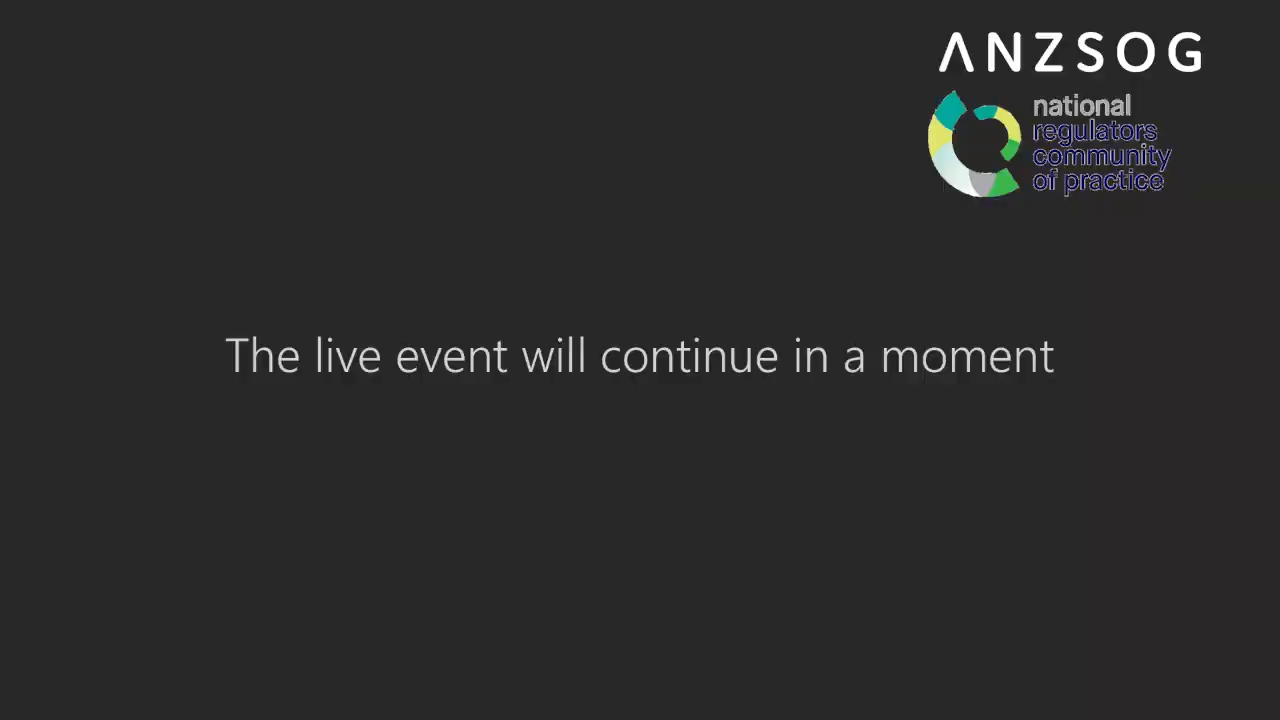 ANZSOG
national
regulators
community
of practice
The live event will continue in a moment